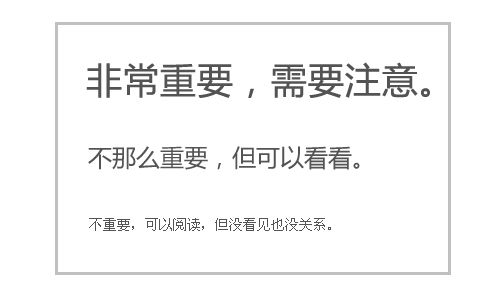 非常重要，需要注意。
不那么重要，但可以看看。
不重要，可以阅读，但没看见也没关系。